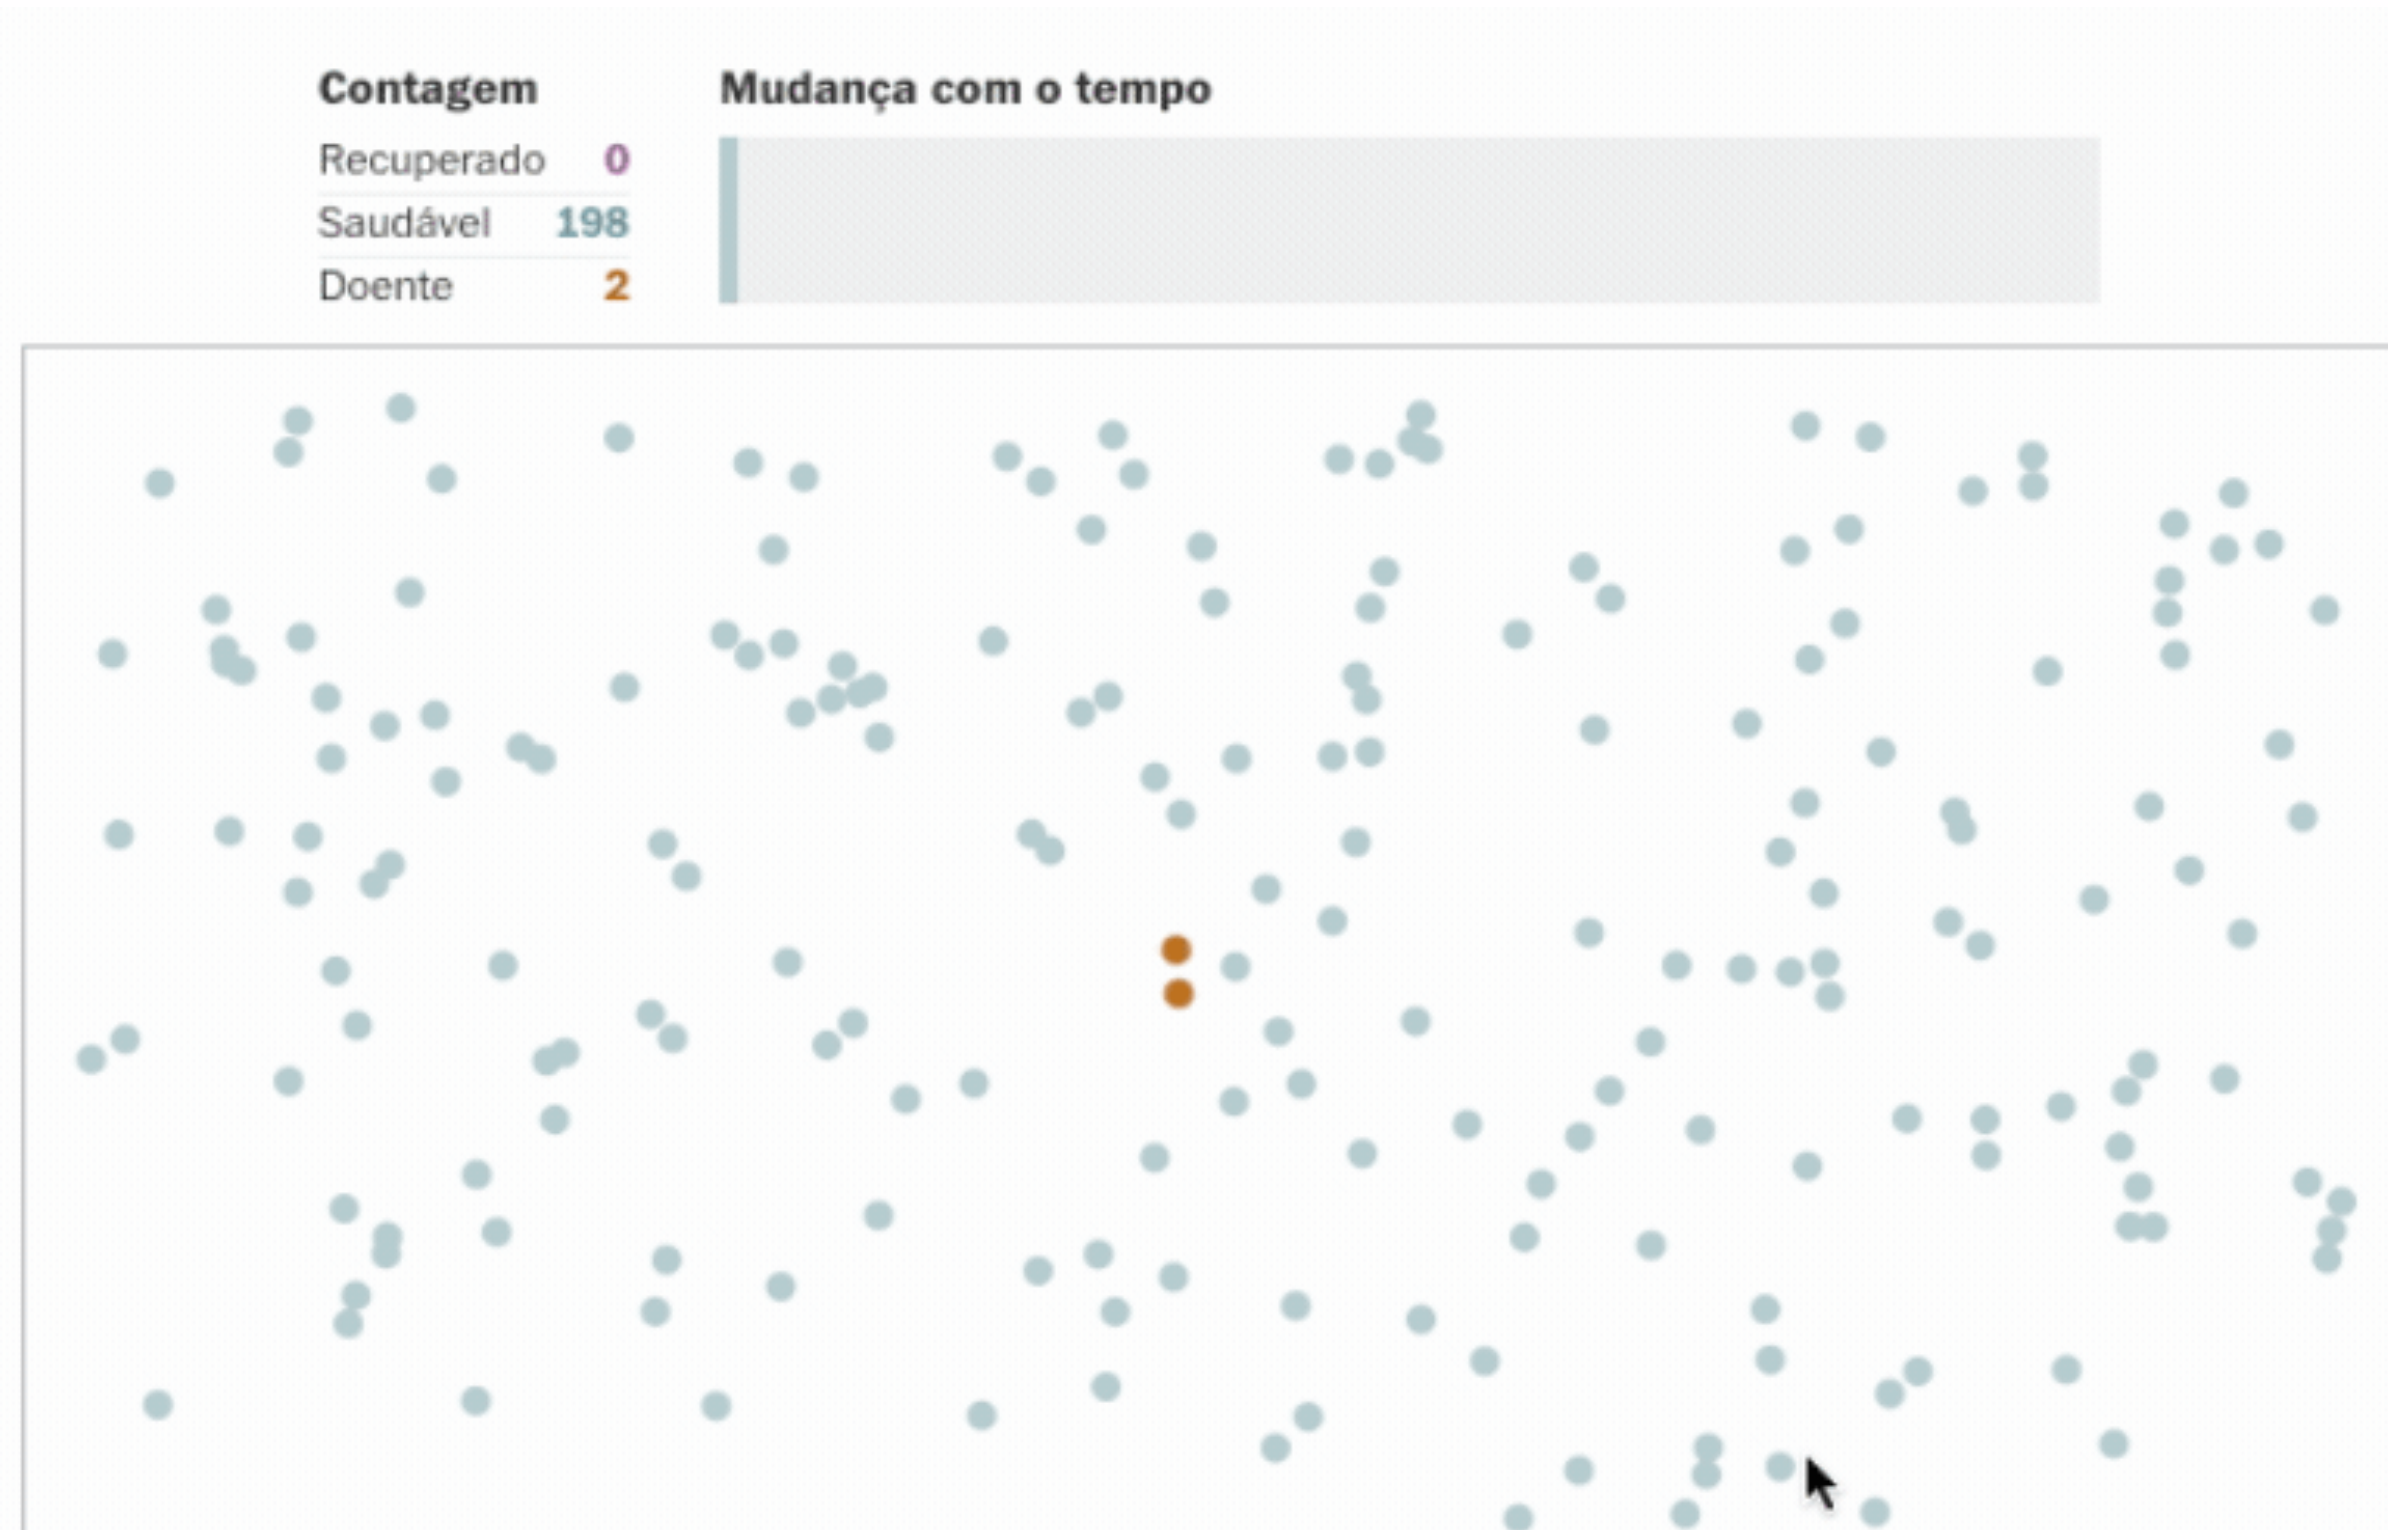 Contagem
Mudança com o tempo
Recuperado 0
Saudável 198
Doente 2